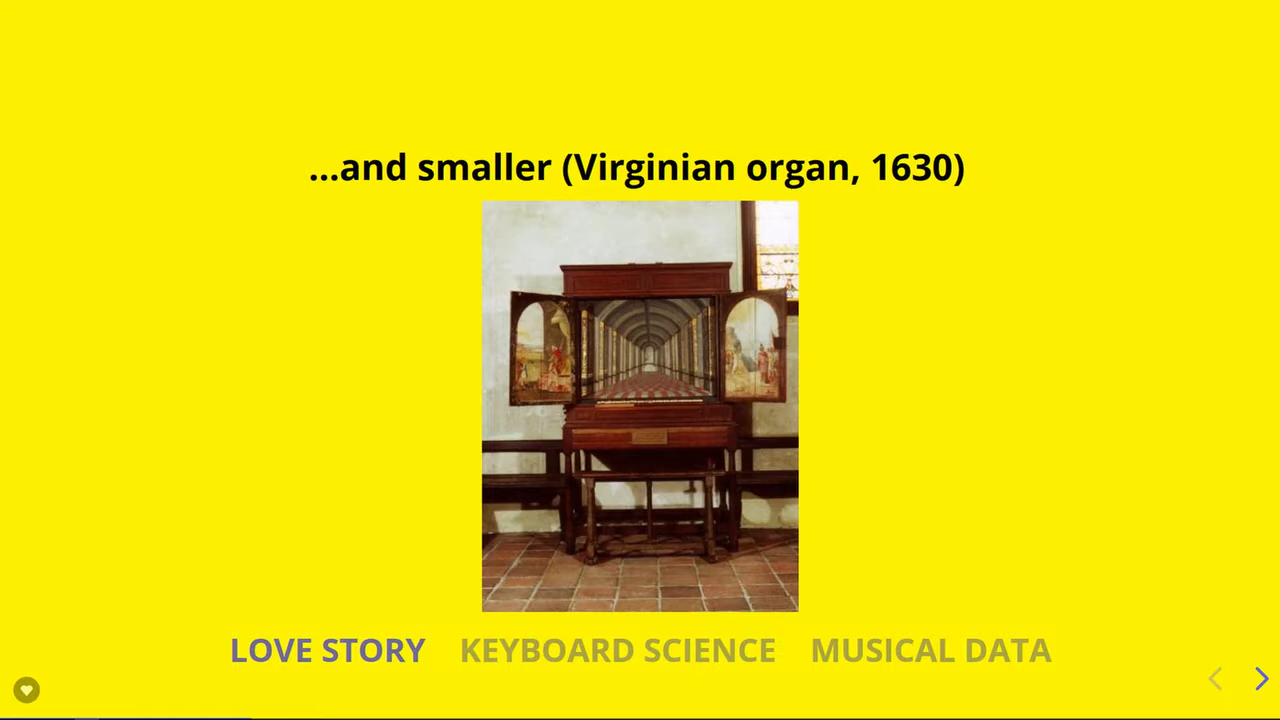 ...and smaller (Virginian organ, 1630)
LOVE STORY KEYBOARD SCIENCE MUSICAL DATA